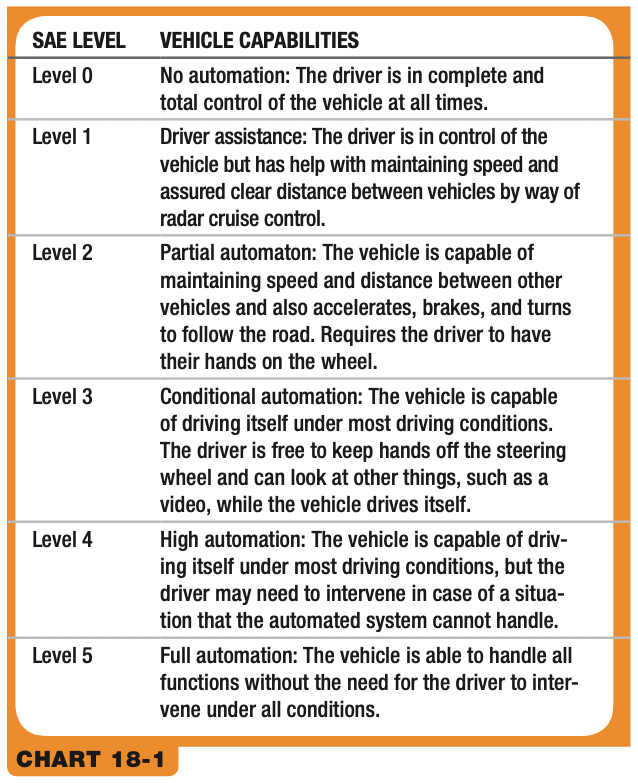 SAE LEVEL VEHICLE CAPABILITIES
Level 0 No automation: The driver is in complete and
total control of the vehicle at all times.
Level 1 Driver assistance: The driver is in control of the
vehicle but has help with maintaining speed and
assured clear distance between vehicles by way of
radar cruise control.
Level 2 Partial automaton: The vehicle is capable of
maintaining speed and distance between other
vehicles and also accelerates, brakes, and turns
to follow the road. Requires the driver to have
their hands on the wheel.
Level 3 Conditional automation: The vehicle is capable
of driving itself under most driving conditions.
The driver is free to keep hands off the steering
wheel and can look at other things, such as a
video, while the vehicle drives itself.
Level 4 High automation: The vehicle is capable of driv-
ing itself under most driving conditions, but the
driver may need to intervene in case of a situa-
tion that the automated system cannot handle.
Level 5 Full automation: The vehicle is able to handle all
functions without the need for the driver to inter-
vene under all conditions.
CHART 18-1